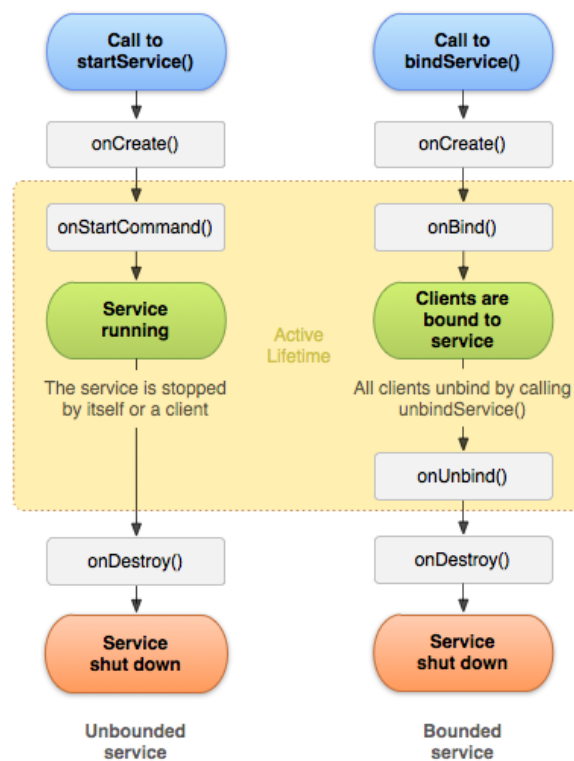 Call to
startService()
onCreate()
onStartCommand()
Service
running
The service is stopped
by itself or a client
onDestroy()
Service
shut down
Unbounded
service
Active
Lifetime
Call to
bindService()
onCreate()
onBind()
Clients are
bound to
service
All clients unbind by calling
unbindService()
onUnbind()
onDestroy()
Service
shut down
Bounded
service